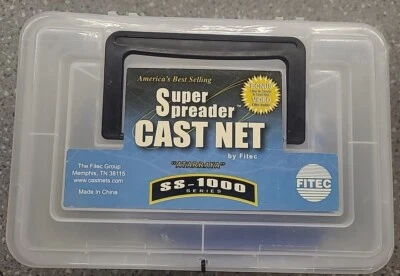 America's Best Selling
Super
Spreader
CAST NET
by Fitec
"ATARRAYA"
SS-1000
SERIES
The Fitec Group
Memphis, TN 38115
www.castnets.com
Made In China
FITEC